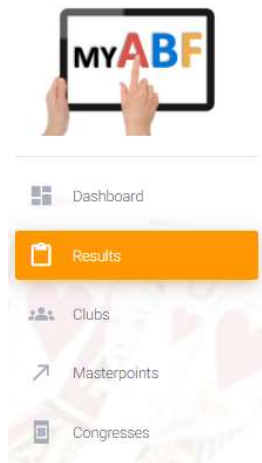 MYABF
Dashboard
Results
Clubs
Masterpoints
Congresses